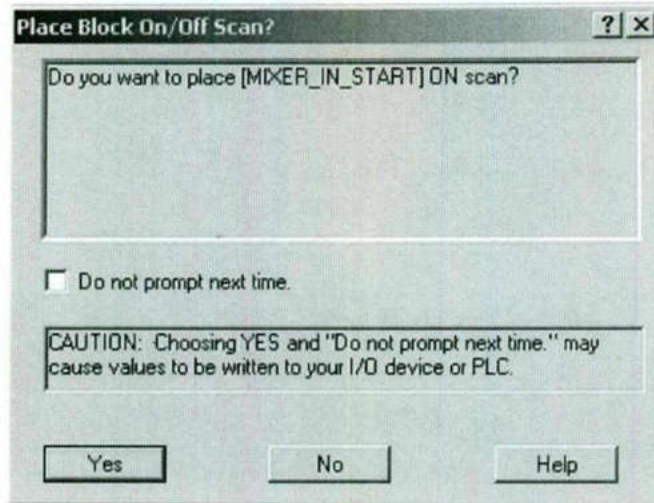 Place Block On/Off Scan?
Do you want to place [MIXER_IN_START] ON scan?
Do not prompt next time.
CAUTION: Choosing YES and "Do not prompt next time." may
cause values to be written to your I/O device or PLC.
Yes
No
Help